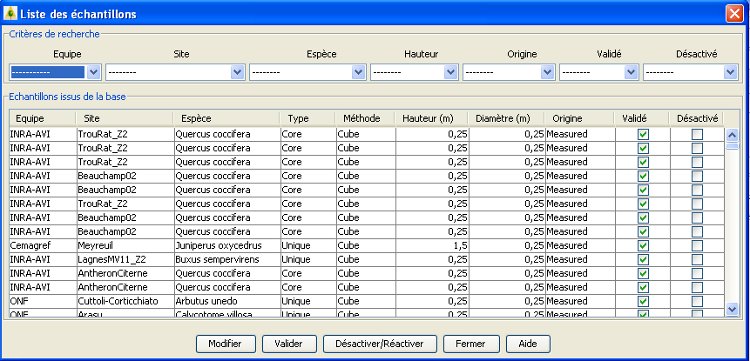 Liste des échantillons
Critères de recherche
Equipe Site Espèce Hauteur Origine Validé Désactivé
----------- -------- -------- -------- -------- -------- --------
Echantillons issus de la base
Equipe Site Espèce Type Méthode Hauteur (m) Diamètre (m) Origine Validé Désactivé
INRA-AVI TrouRat_Z2 Quercus coccifera Core Cube 0,25 0,25 Measured
INRA-AVI TrouRat_Z2 Quercus coccifera Core Cube 0,25 0,25 Measured
INRA-AVI TrouRat_Z2 Quercus coccifera Core Cube 0,25 0,25 Measured
INRA-AVI Beauchamp02 Quercus coccifera Core Cube 0,25 0,25 Measured
INRA-AVI Beauchamp02 Quercus coccifera Core Cube 0,25 0,25 Measured
INRA-AVI TrouRat_Z2 Quercus coccifera Core Cube 0,25 0,25 Measured
INRA-AVI Beauchamp02 Quercus coccifera Core Cube 0,25 0,25 Measured
INRA-AVI Beauchamp02 Quercus coccifera Core Cube 0,25 0,25 Measured
Cemagref Meyreuil Juniperus oxycedrus Unique Cube 1,5 0,25 Measured
INRA-AVI LagnesMV11_Z2 Buxus sempervirens Unique Cube 0,25 0,25 Measured
INRA-AVI AntheronCiterne Quercus coccifera Core Cube 0,25 0,25 Measured
INRA-AVI AntheronCiterne Quercus coccifera Core Cube 0,25 0,25 Measured
ONF Cuttoli-Corticchiato Arbutus unedo Unique Cube 0,25 0,25 Measured
ONF Arasu Calycotome villosa Unique Cube 0,25 0,25 Measured
Modifier Valider Désactiver/Réactiver Fermer Aide